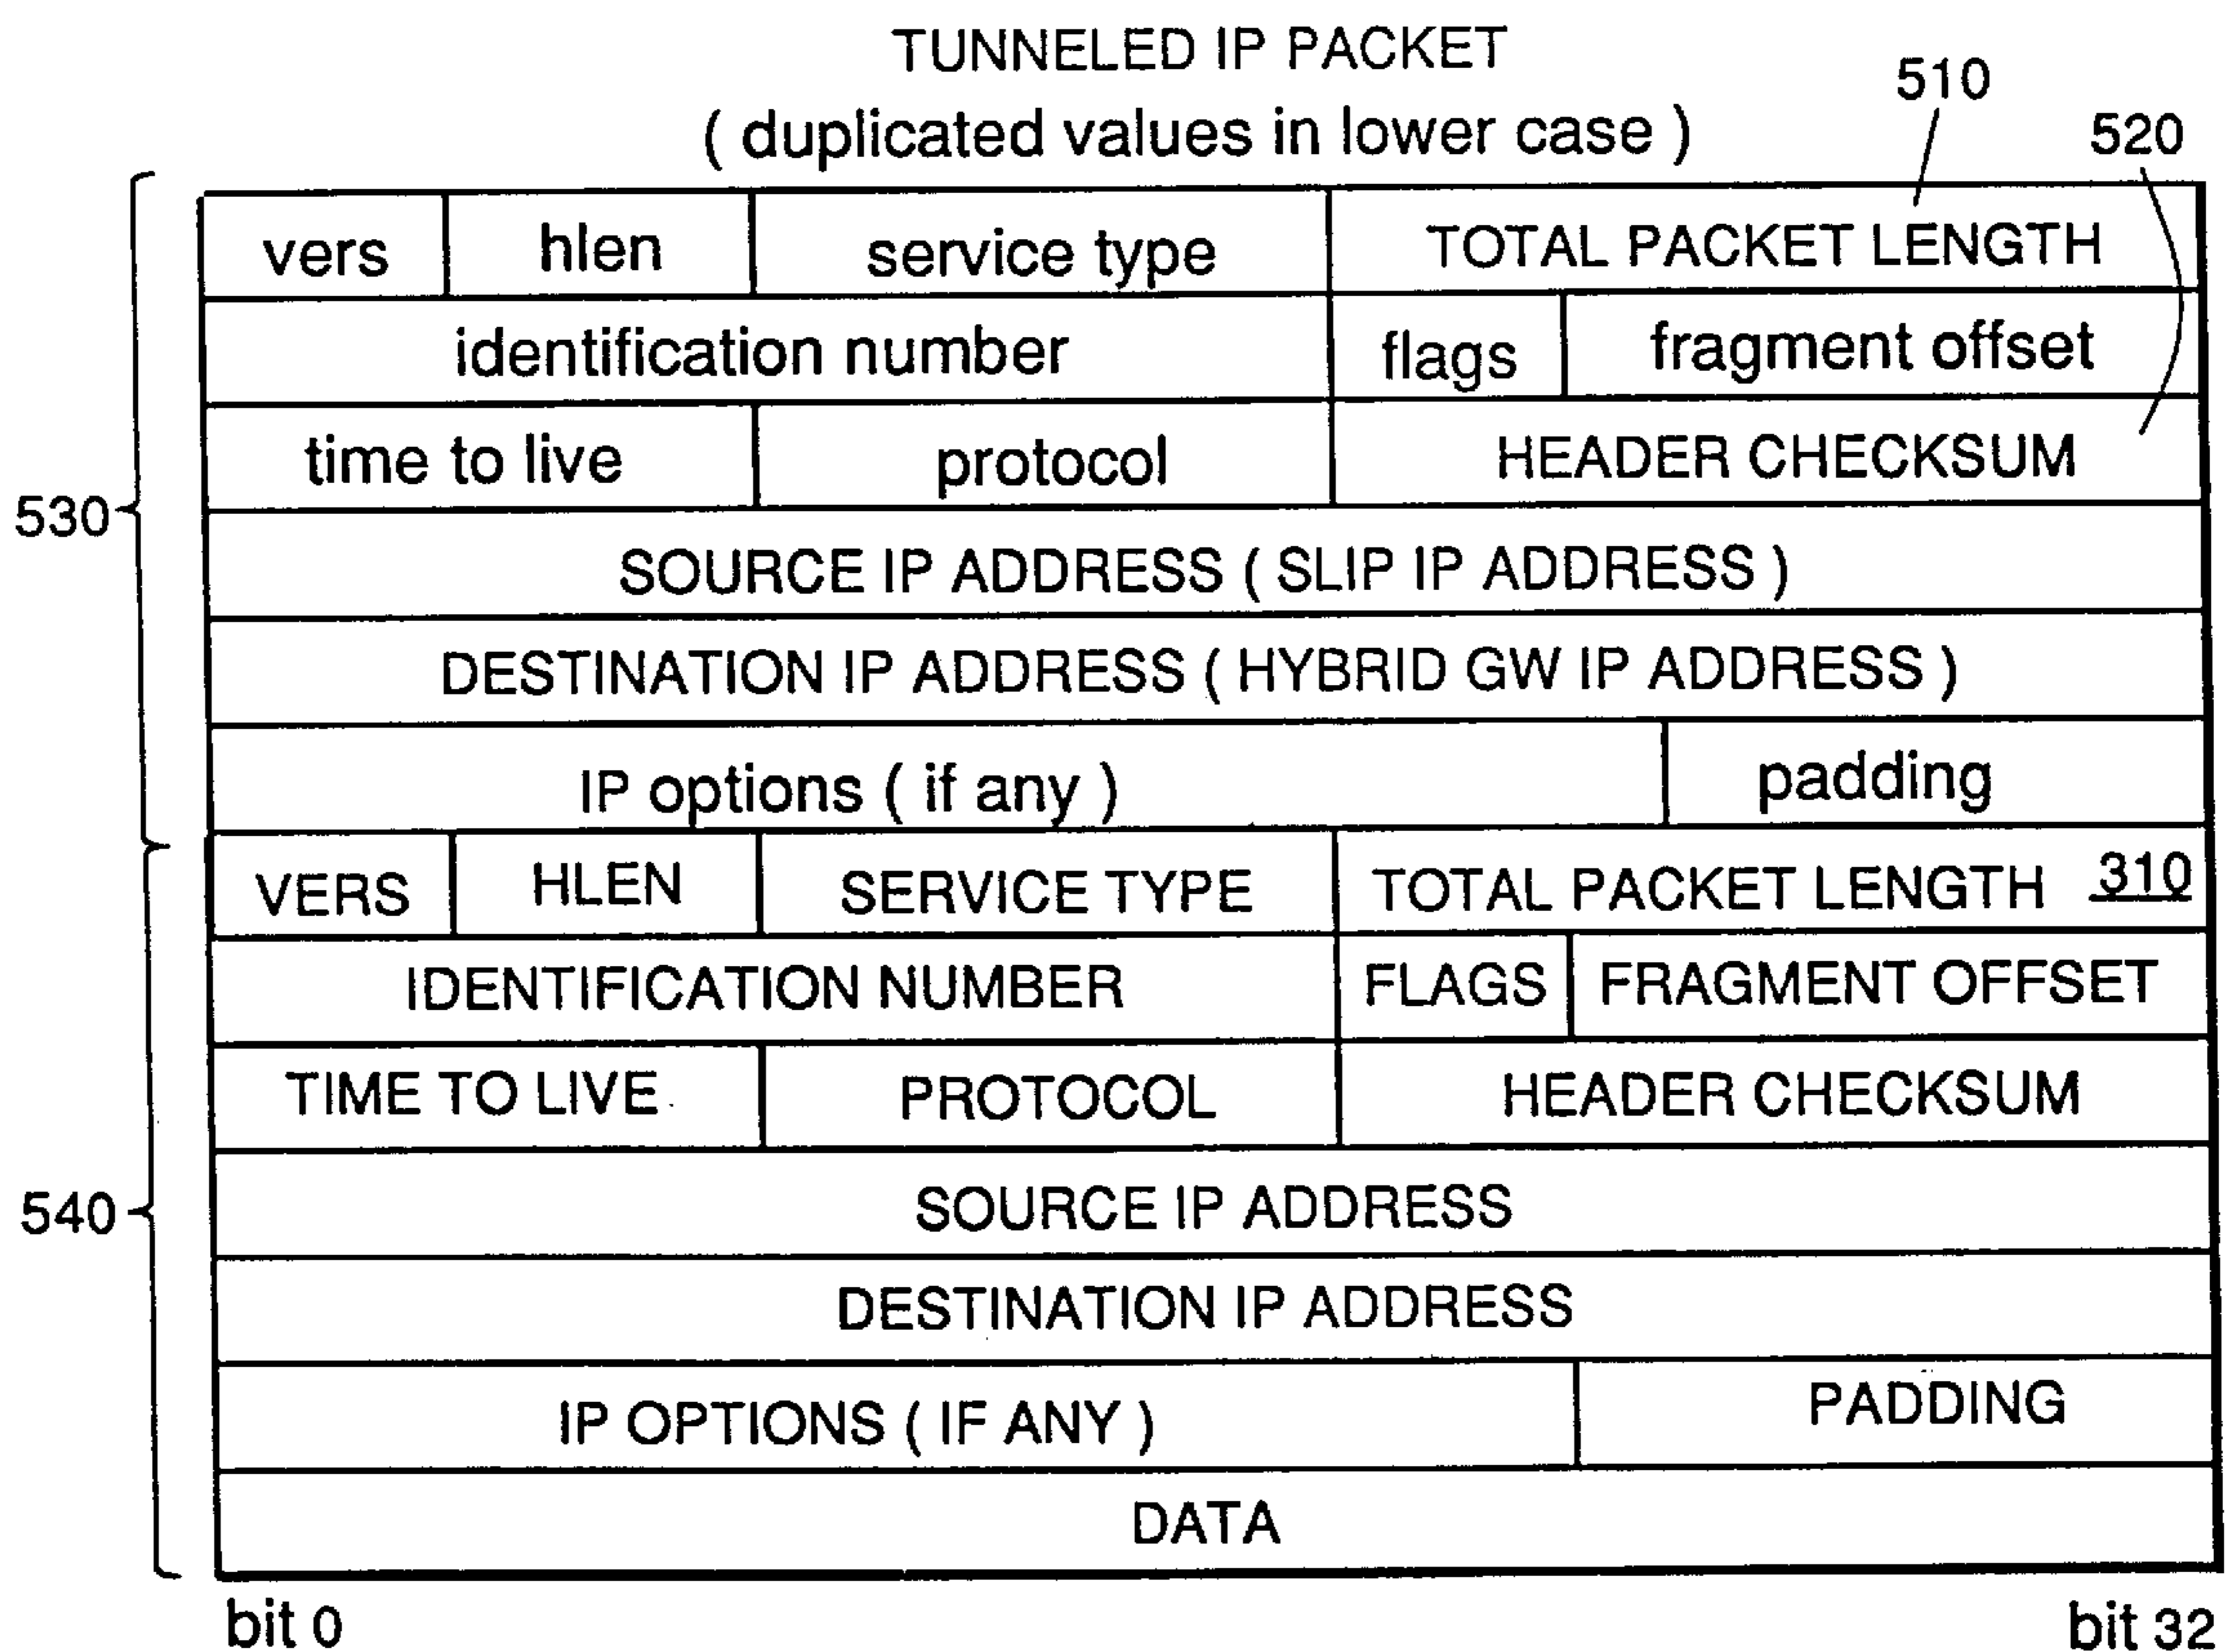 TUNNELED IP PACKET
( duplicated values in lower case )
510
520
vers hlen service type TOTAL PACKET LENGTH
identification number flags fragment offset
time to live protocol HEADER CHECKSUM
530
SOURCE IP ADDRESS ( SLIP IP ADDRESS )
DESTINATION IP ADDRESS ( HYBRID GW IP ADDRESS )
IP options ( if any ) padding
VERS HLEN SERVICE TYPE TOTAL PACKET LENGTH 310
IDENTIFICATION NUMBER FLAGS FRAGMENT OFFSET
TIME TO LIVE PROTOCOL HEADER CHECKSUM
540
SOURCE IP ADDRESS
DESTINATION IP ADDRESS
IP OPTIONS ( IF ANY ) PADDING
DATA
bit 0 bit 32